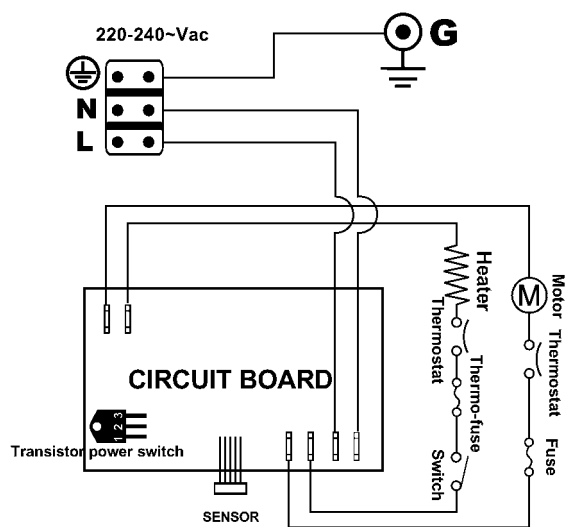 220-240~Vac
G
N
L
Heater
Thermostat
Thermo-fuse
Switch
M
Motor
Thermostat
Fuse
CIRCUIT BOARD
1 2 3
Transistor power switch
SENSOR